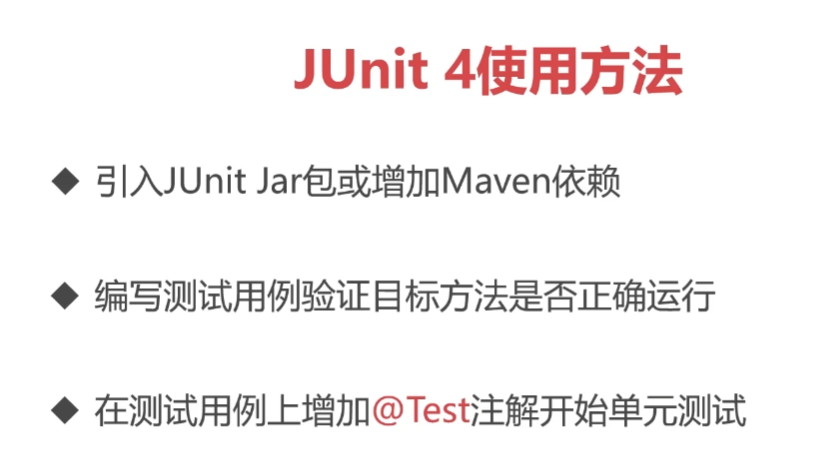 JUnit 4使用方法
◆ 引入JUnit Jar包或增加Maven依赖
◆ 编写测试用例验证目标方法是否正确运行
◆ 在测试用例上增加@Test注解开始单元测试